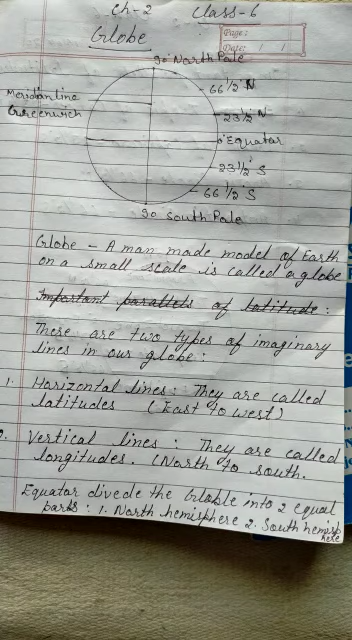 Ch-2 Class-6
Globe
Page:
Date: / /
90 North Pole
66 1/2 N
Meridian line
Greenwich
23 1/2 N
0° Equator
23 1/2 S
66 1/2 S
90 South Pole
Globe - A man made model of Earth
on a small scale is called a globe
Important parallels of latitude:
There are two types of imaginary
lines in our globe:
1. Horizontal lines: They are called
latitudes (East to west)
2. Vertical lines: They are called
longitudes. (North to south.
Equator divede the Globle into 2 equal
parts: 1. North hemisphere 2. South hemisp
here